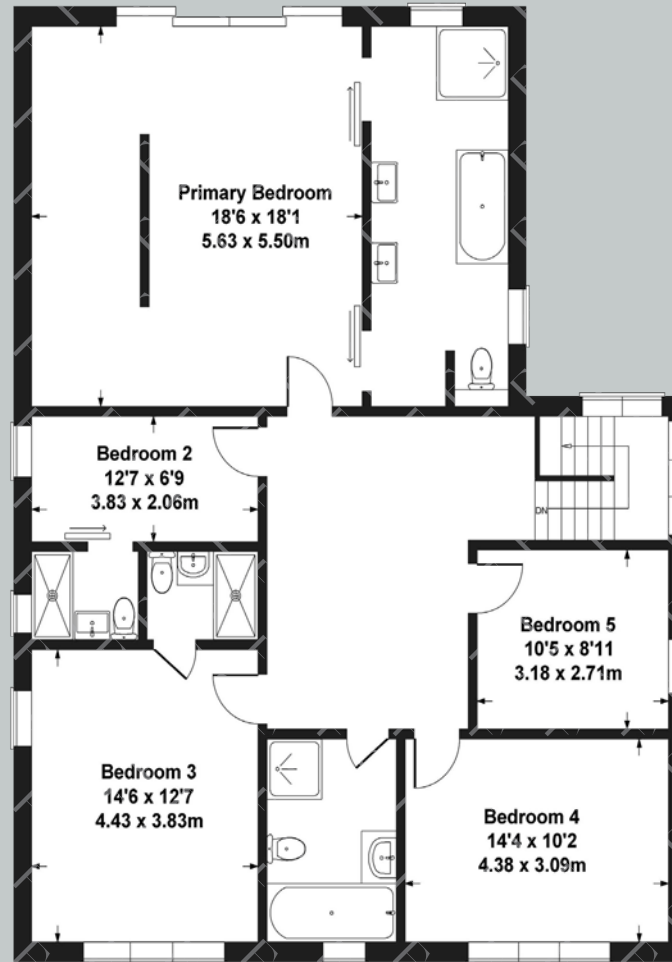 Primary Bedroom
18'6 x 18'1
5.63 x 5.50m
Bedroom 2
12'7 x 6'9
3.83 x 2.06m
DN
Bedroom 5
10'5 x 8'11
3.18 x 2.71m
Bedroom 3
14'6 x 12'7
4.43 x 3.83m
Bedroom 4
14'4 x 10'2
4.38 x 3.09m